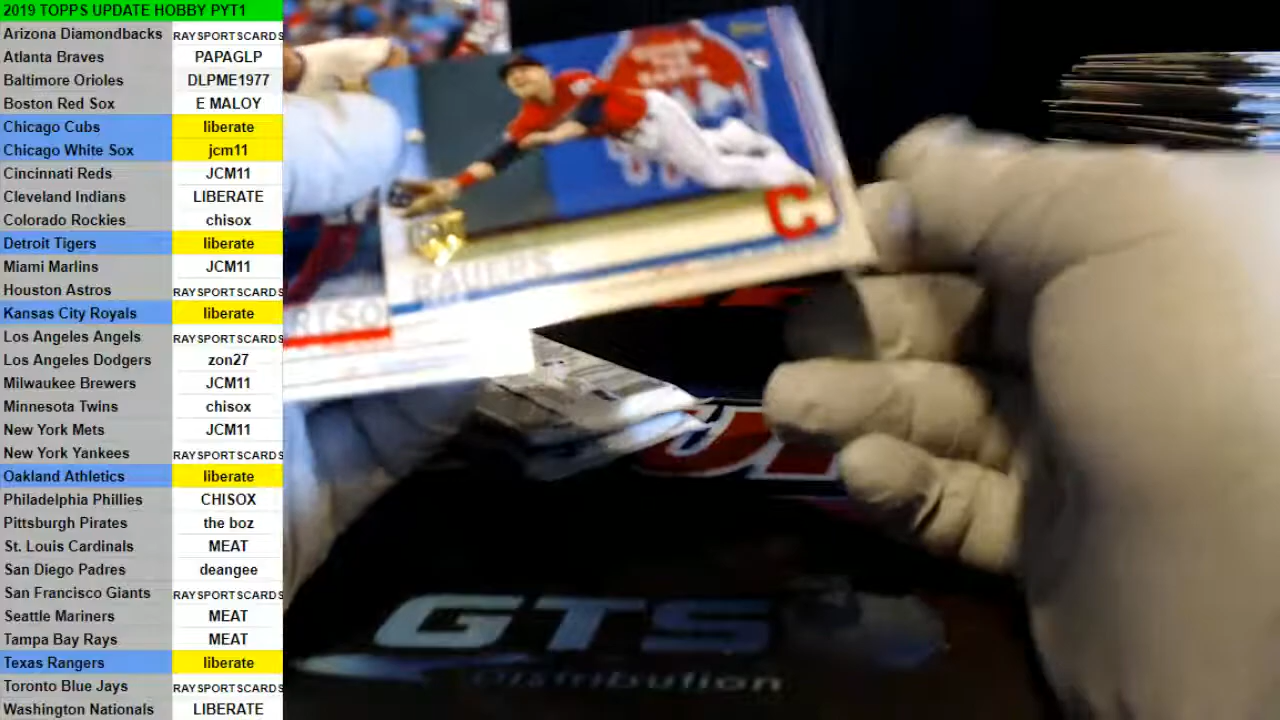 2019 TOPPS UPDATE HOBBY PYT1
Arizona Diamondbacks RAYSPORTSCARDS
Atlanta Braves PAPAGLP
Baltimore Orioles DLPME1977
Boston Red Sox E MALOY
Chicago Cubs liberate
Chicago White Sox jcm11
Cincinnati Reds JCM11
Cleveland Indians LIBERATE
Colorado Rockies chisox
Detroit Tigers liberate
Miami Marlins JCM11
Houston Astros RAYSPORTSCARDS
Kansas City Royals liberate
Los Angeles Angels RAYSPORTSCARDS
Los Angeles Dodgers zon27
Milwaukee Brewers JCM11
Minnesota Twins chisox
New York Mets JCM11
New York Yankees RAYSPORTSCARDS
Oakland Athletics liberate
Philadelphia Phillies CHISOX
Pittsburgh Pirates the boz
St. Louis Cardinals MEAT
San Diego Padres deangee
San Francisco Giants RAYSPORTSCARDS
Seattle Mariners MEAT
Tampa Bay Rays MEAT
Texas Rangers liberate
Toronto Blue Jays RAYSPORTSCARDS
Washington Nationals LIBERATE
C
BAUERS
RTSO
GTS
Distribution